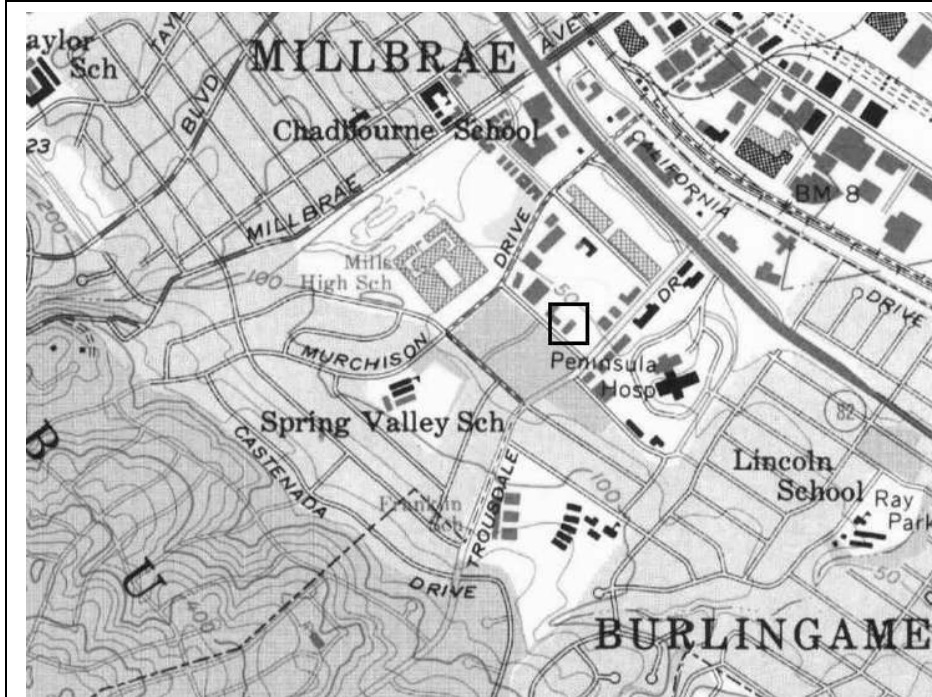 aylor
Sch
TAYL
MILLBRAE
AVE
BLVD
Chadbourne School
23
CALIFORNIA
BM 8
200
MILLBRAE
DRIVE
Mills
High Sch
100
50
DR
DRIVE
MURCHISON
Peninsula
Hosp
82
Spring Valley Sch
B
CASTENADA
Lincoln
School
100
Ray
Park
Franklin
Sch
TROUSDALE
U
DRIVE
50
400
BURLINGAME